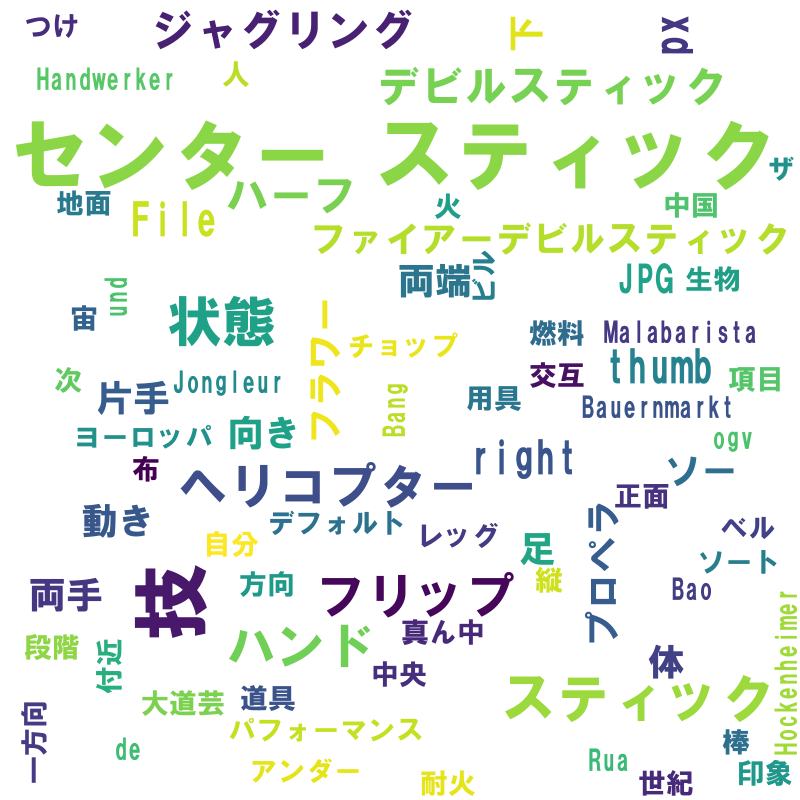 つけ
ジャグリング
下
px
Handwerker
人
デビルスティック
センター スティック
ザ
地面
ハーフ
File
火
中国
ファイアーデビルスティック
両端
ビル
JPG
生物
und
宙
状態
フラワー
チョップ
燃料
Malabarista
次
片手
Jongleur
Bang
用具
交互
thumb
項目
Bauernmarkt
ヨーロッパ
向き
ogv
布
ヘリコプター
right
ソー
正面
動き
デフォルト
レッグ
プロペラ
ベル
自分
足
ソート
両手
技
方向
フリップ
縦
Bao
Hockenheimer
段階
付近
ハンド
真ん中
体
中央
大道芸
道具
スティック
一方向
de
パフォーマンス
棒
アンダー
耐火
Rua
世紀
印象